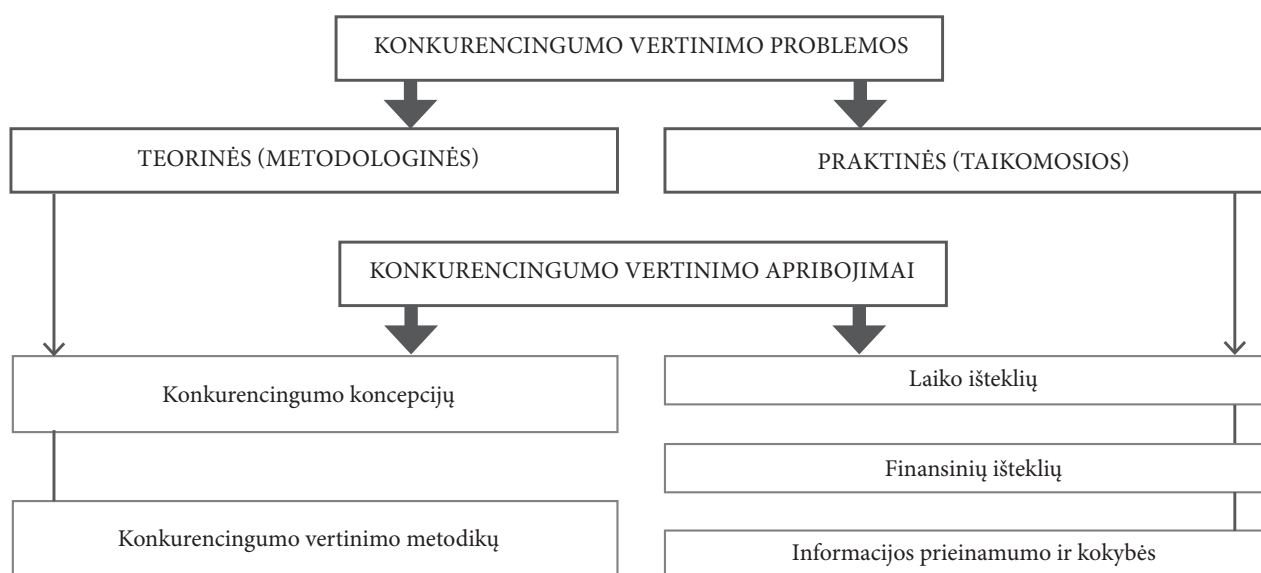 KONKURENCINGUMO VERTINIMO PROBLEMOS
TEORINĖS (METODOLOGINĖS)
PRAKTINĖS (TAIKOMOSIOS)
KONKURENCINGUMO VERTINIMO APRIBOJIMAI
Konkurencingumo koncepcijų
Konkurencingumo vertinimo metodikų
Laiko išteklių
Finansinių išteklių
Informacijos prieinamumo ir kokybės